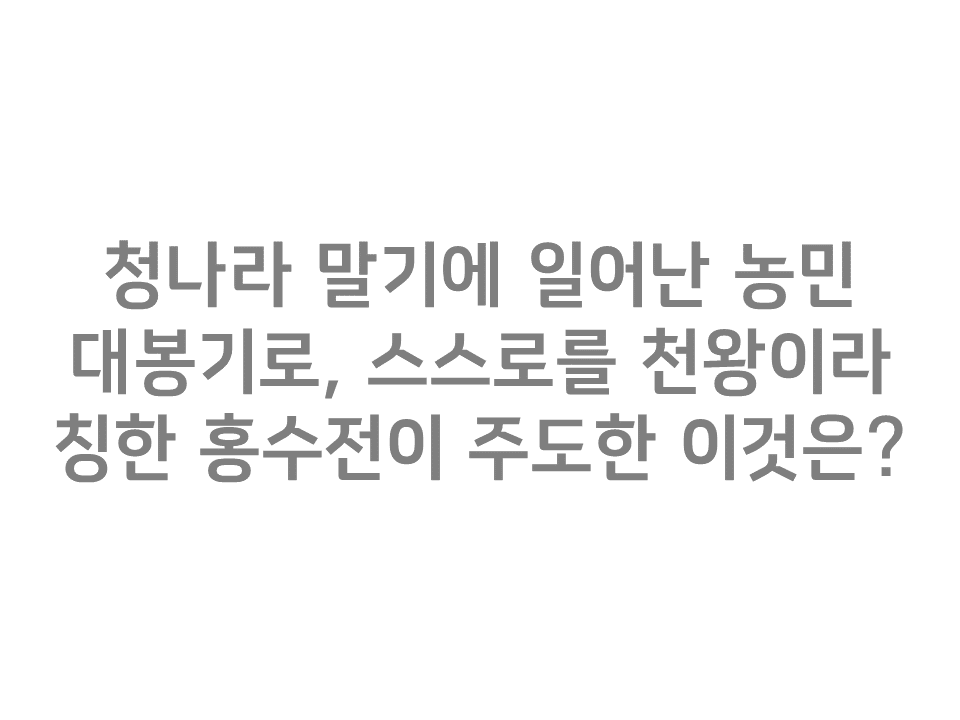 청나라 말기에 일어난 농민
대봉기로, 스스로를 천왕이라
칭한 홍수전이 주도한 이것은?